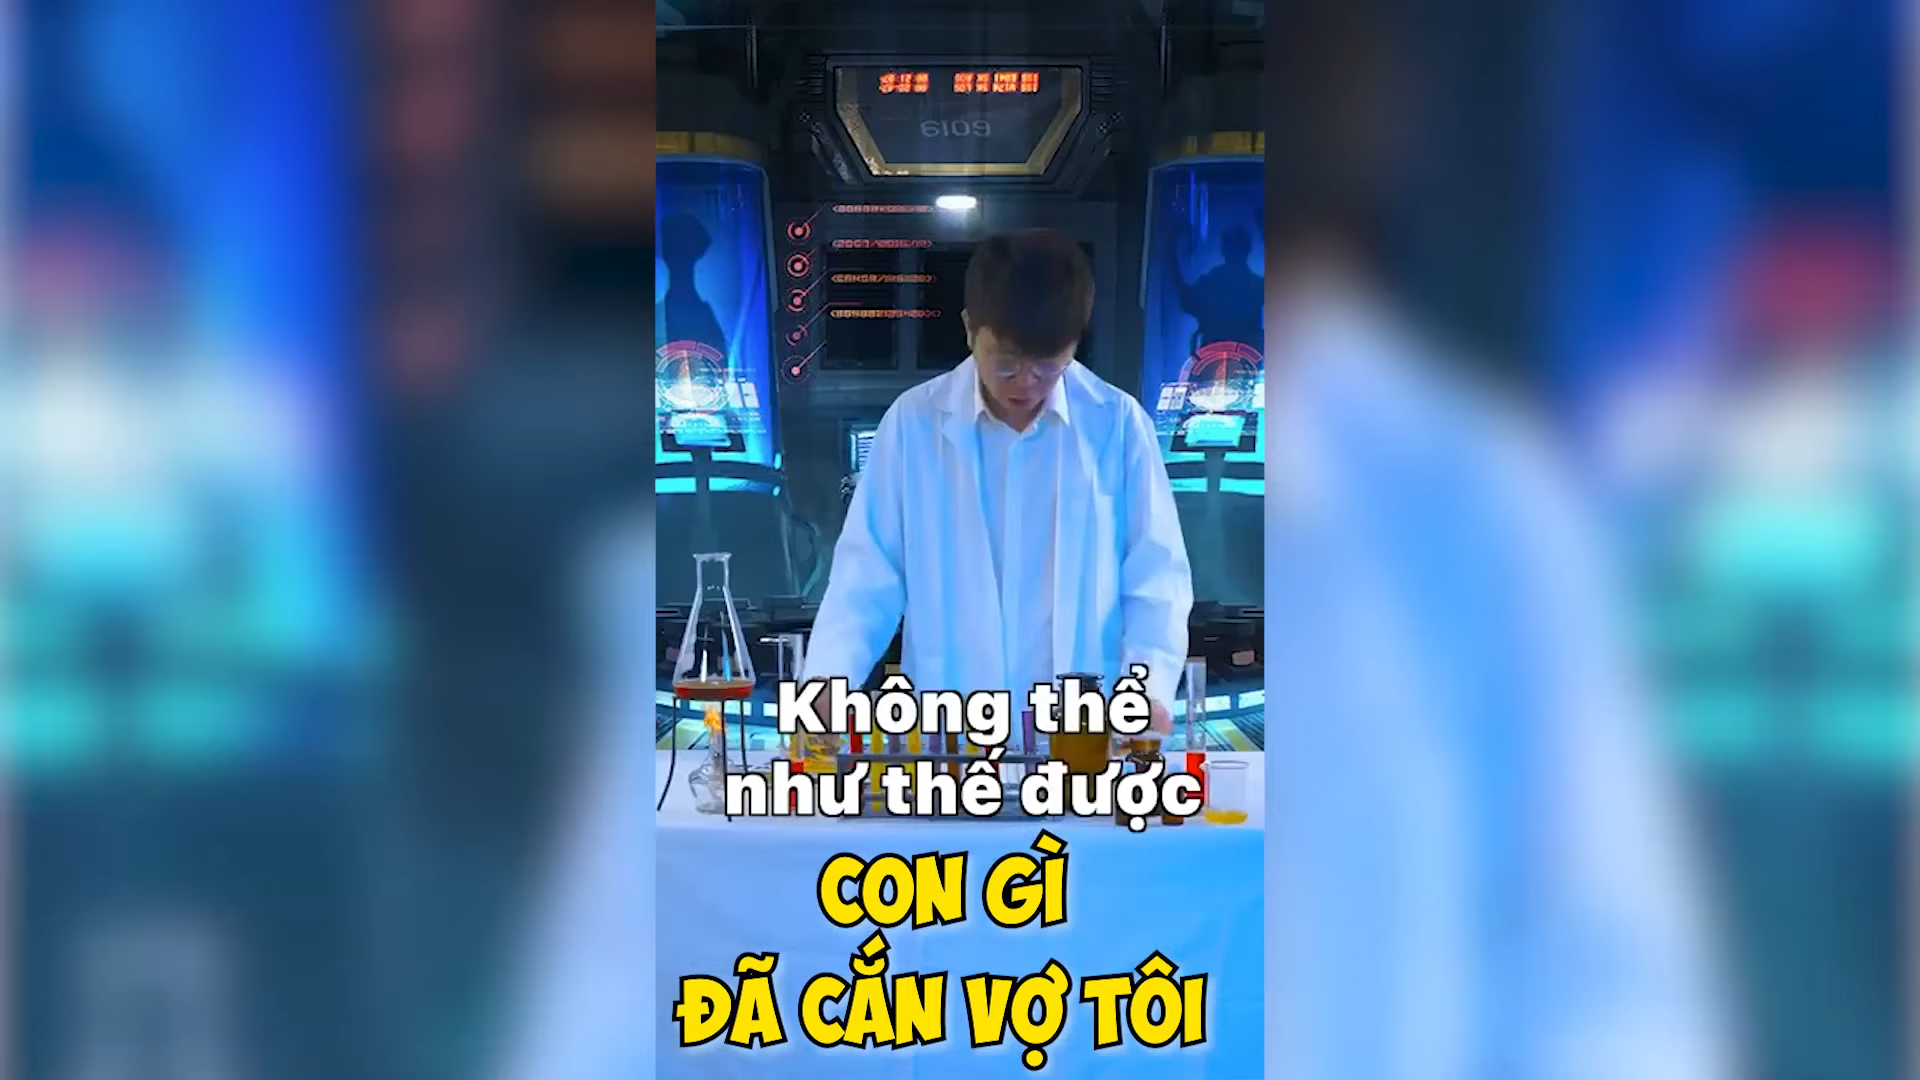 Không thể
như thế được
CON GÌ
ĐÃ CẮN VỢ TÔI